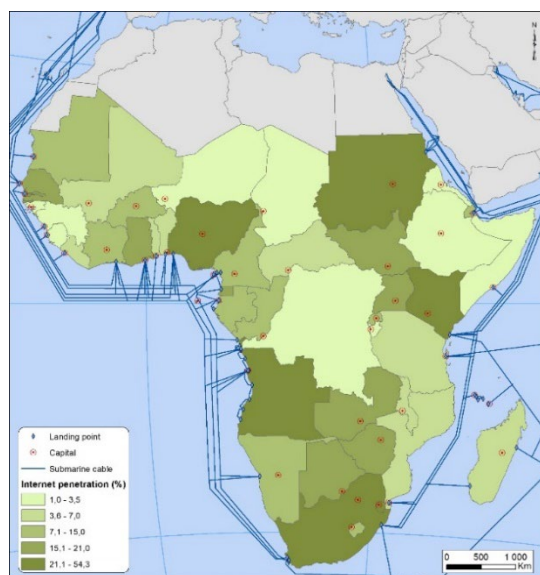 N
Landing point
Capital
Submarine cable
Internet penetration (%)
1,0 - 3,5
3,6 - 7,0
7,1 - 15,0
15,1 - 21,0
21,1 - 54,3
0 500 1 000
Km